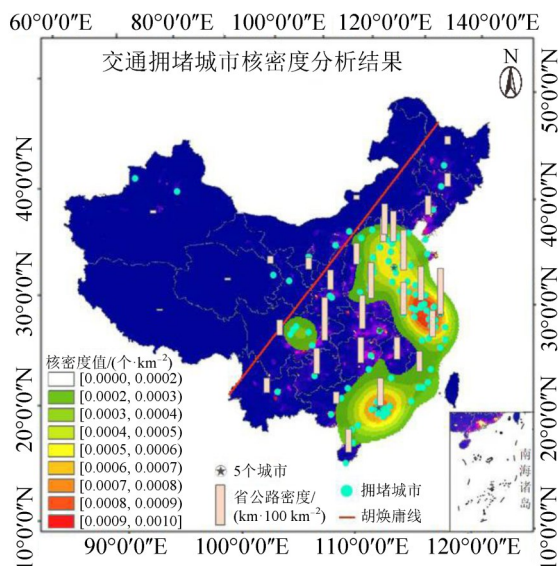 60°0′0″E 100°0′0″E 120°0′0″E 140°0′0″E
交通拥堵城市核密度分析结果
N
50°0′0″N
40°0′0″N
40°0′0″N
30°0′0″N
30°0′0″N
20°0′0″N
20°0′0″N
10°0′0″N
10°0′0″N
核密度值/(个·km⁻²)
[0.0000, 0.0002)
[0.0002, 0.0003)
[0.0003, 0.0004)
[0.0004, 0.0005)
[0.0005, 0.0006)
[0.0006, 0.0007)
[0.0007, 0.0008)
[0.0008, 0.0009)
[0.0009, 0.0010]
5个城市
省公路密度/
(km·100 km⁻²)
拥堵城市
胡焕庸线
南海诸岛
90°0′0″E 100°0′0″E 110°0′0″E 120°0′0″E